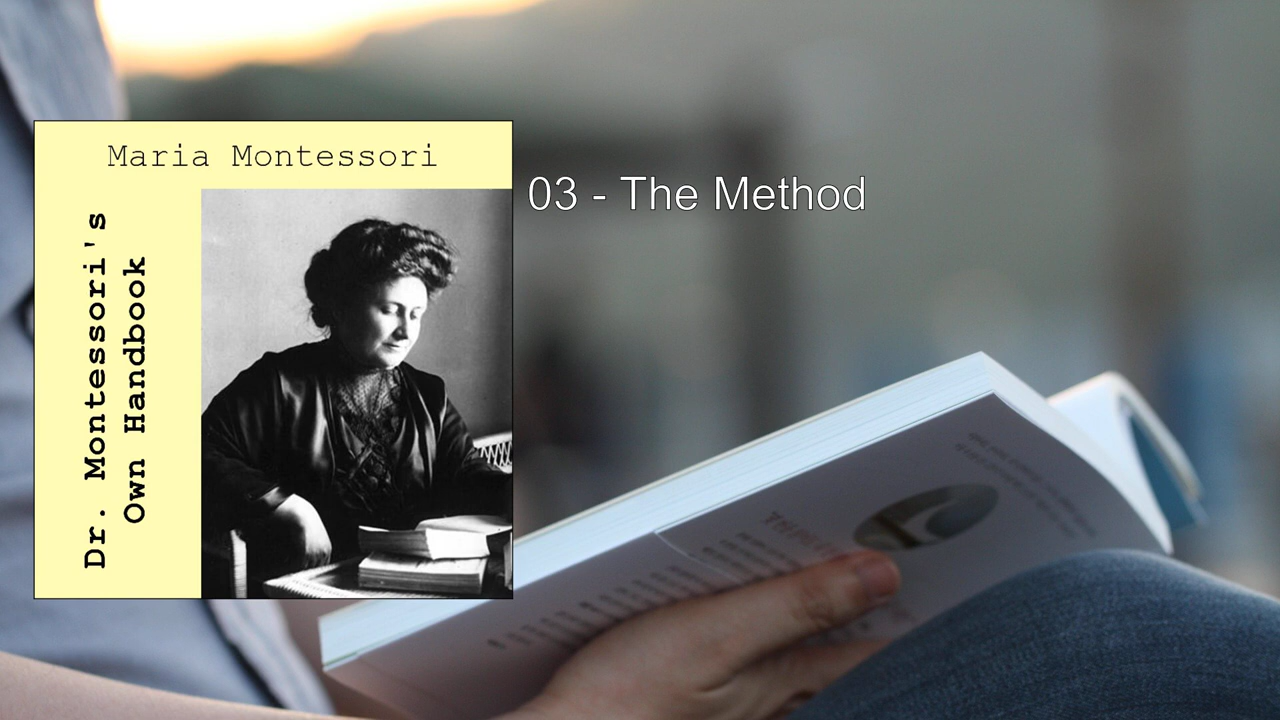 Maria Montessori
Dr. Montessori's
Own Handbook
03 - The Method